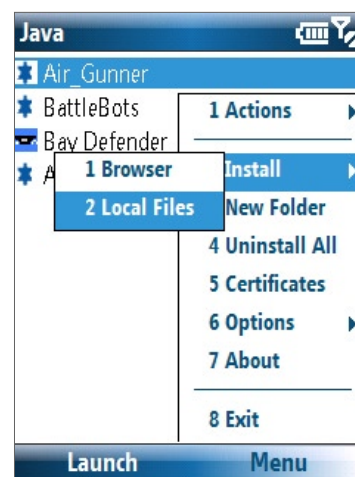 Java
Air_Gunner
BattleBots
Bay Defender
A
1 Actions
Install
New Folder
4 Uninstall All
5 Certificates
6 Options
7 About
8 Exit
1 Browser
2 Local Files
Launch
Menu